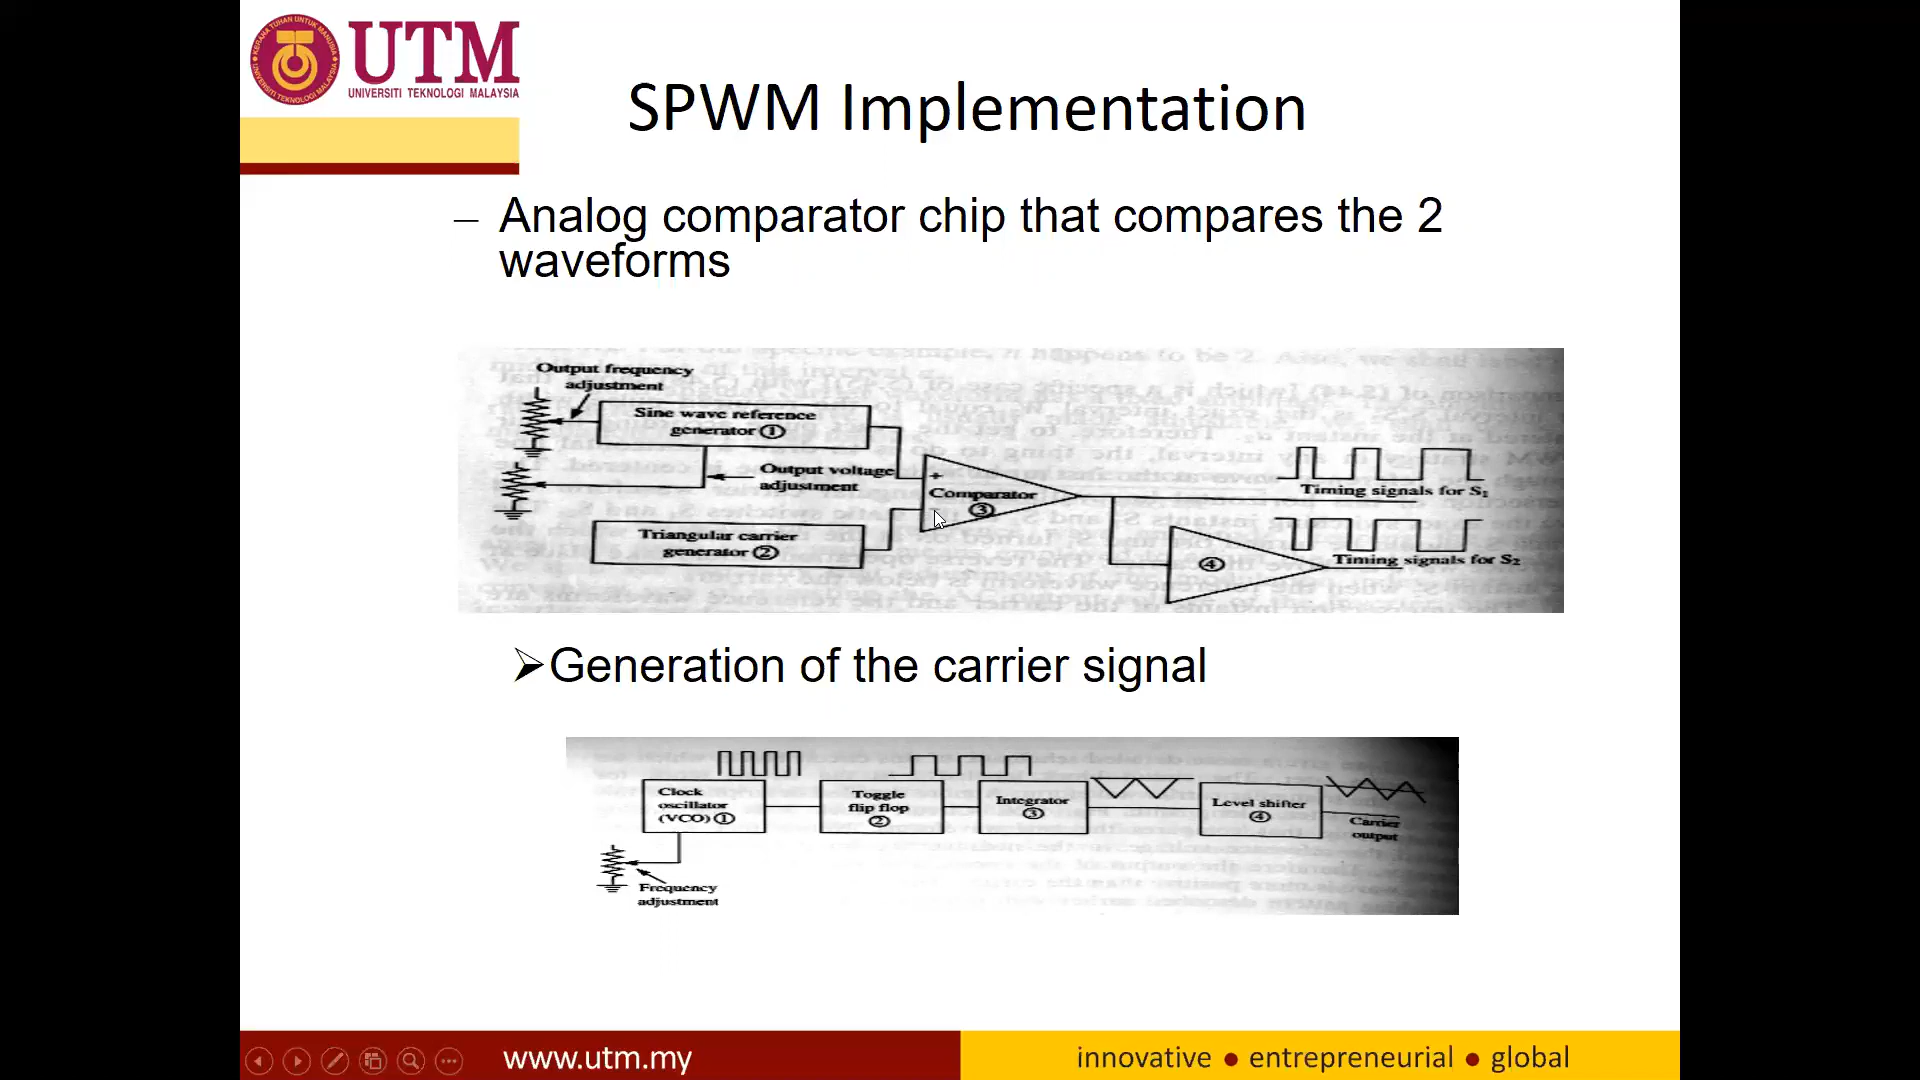 UTM
UNIVERSITI TEKNOLOGI MALAYSIA
SPWM Implementation
– Analog comparator chip that compares the 2
waveforms
Output frequency
adjustment
Sine wave reference
generator ①
Output voltage
adjustment
+
Comparator
③
Triangular carrier
generator ②
Timing signals for S₁
④
Timing signals for S₂
➢Generation of the carrier signal
Clock
oscillator
(VCO) ①
Toggle
flip flop
②
Integrator
③
Level shifter
④
Carrier
output
Frequency
adjustment
www.utm.my
innovative ● entrepreneurial ● global